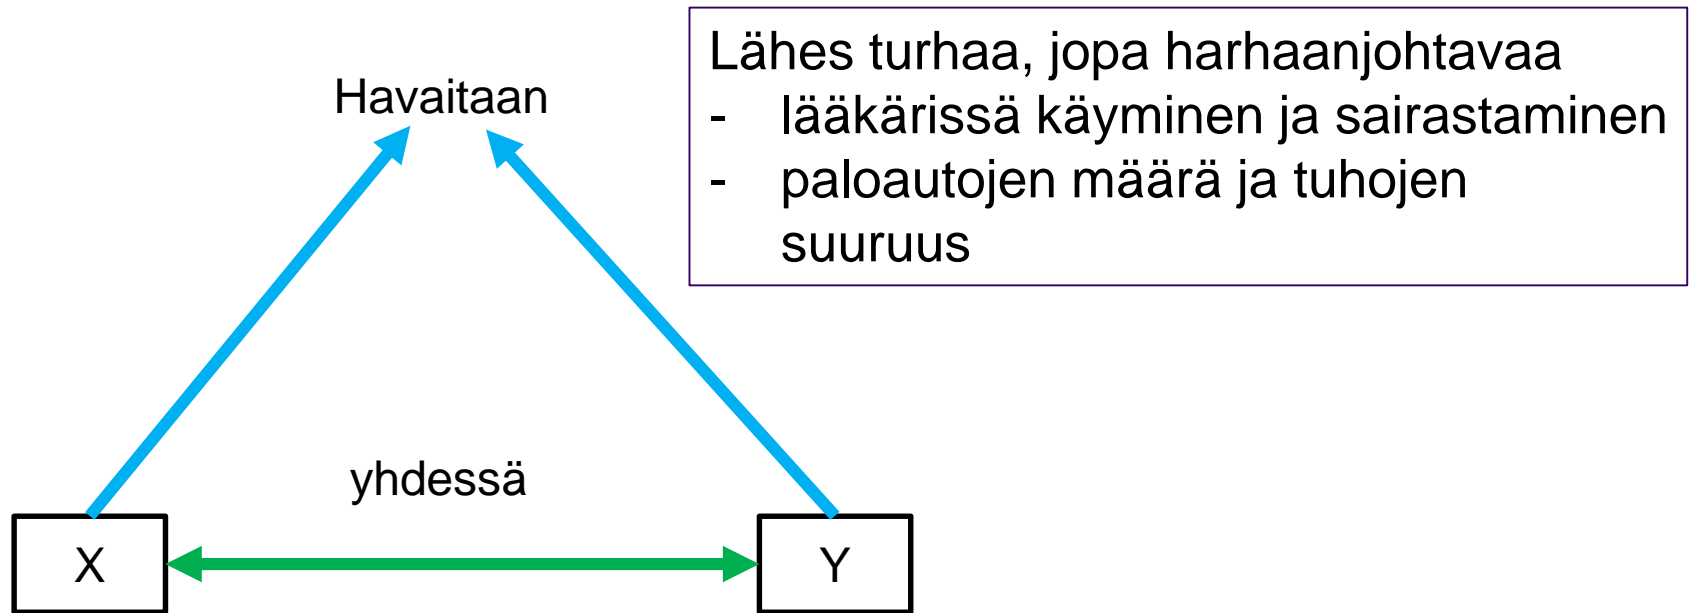 Lähes turhaa, jopa harhaanjohtavaa
- lääkärissä käyminen ja sairastaminen
- paloautojen määrä ja tuhojen
suuruus
Havaitaan
yhdessä
X
Y